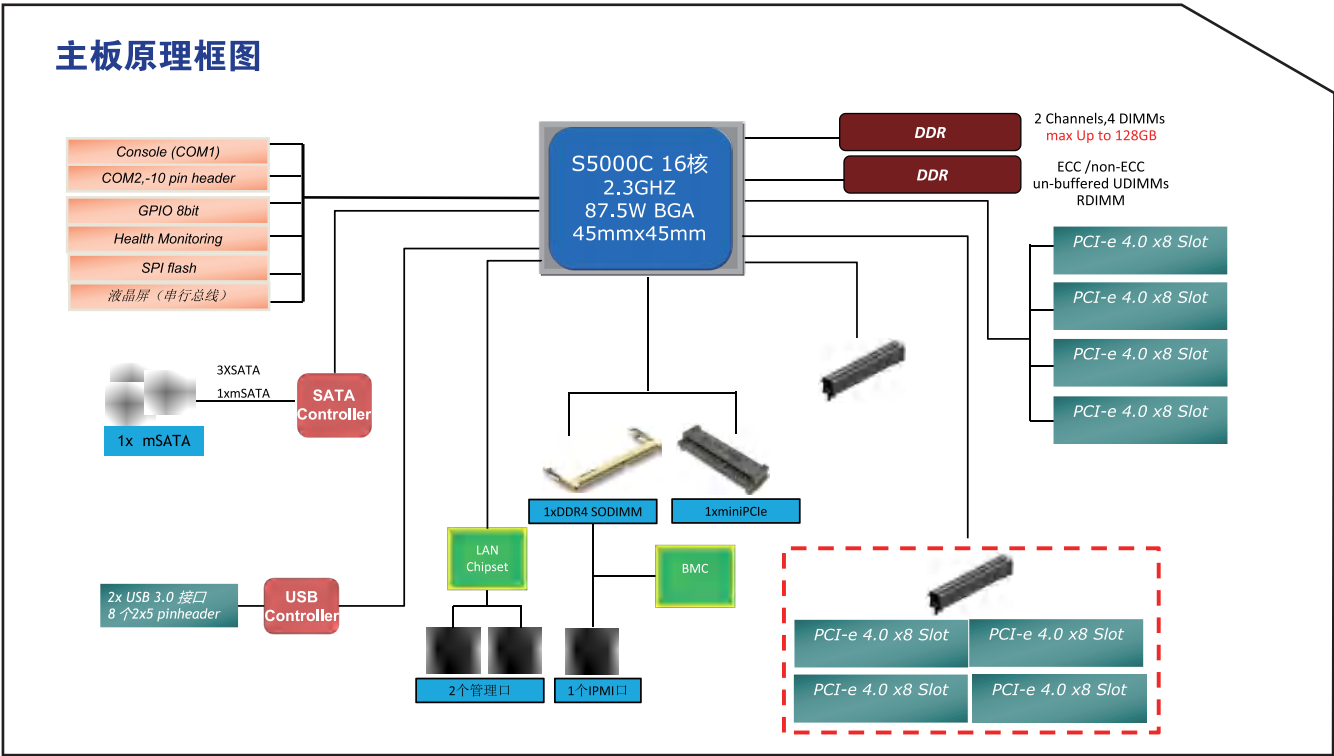 主板原理框图
Console (COM1)
COM2,-10 pin header
GPIO 8bit
Health Monitoring
SPI flash
液晶屏（串行总线）
S5000C 16核
2.3GHZ
87.5W BGA
45mmx45mm
DDR
DDR
2 Channels,4 DIMMs
max Up to 128GB
ECC /non-ECC
un-buffered UDIMMs
RDIMM
PCI-e 4.0 x8 Slot
PCI-e 4.0 x8 Slot
PCI-e 4.0 x8 Slot
PCI-e 4.0 x8 Slot
3XSATA
1xmSATA
SATA
Controller
1x mSATA
1xDDR4 SODIMM
1xminiPCIe
LAN
Chipset
BMC
2x USB 3.0 接口
8 个2x5 pinheader
USB
Controller
2个管理口
1个IPMI口
PCI-e 4.0 x8 Slot
PCI-e 4.0 x8 Slot
PCI-e 4.0 x8 Slot
PCI-e 4.0 x8 Slot